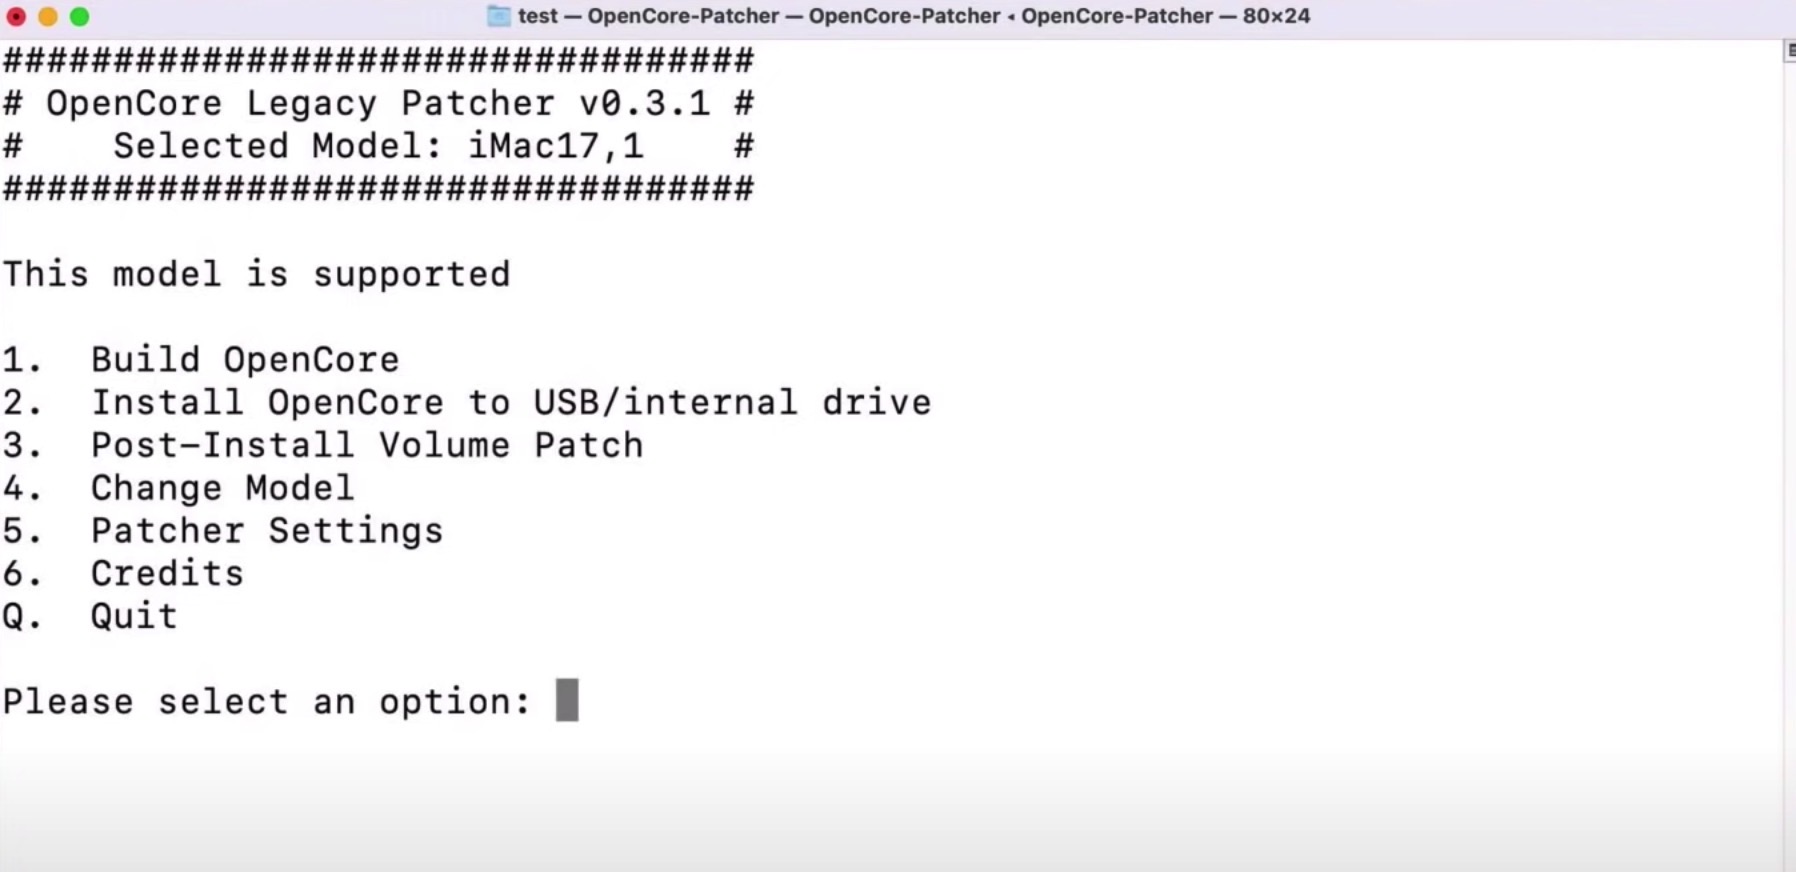 test — OpenCore-Patcher — OpenCore-Patcher ◂ OpenCore-Patcher — 80×24
##################################
# OpenCore Legacy Patcher v0.3.1 #
#    Selected Model: iMac17,1    #
##################################
This model is supported
1.  Build OpenCore
2.  Install OpenCore to USB/internal drive
3.  Post-Install Volume Patch
4.  Change Model
5.  Patcher Settings
6.  Credits
Q.  Quit
Please select an option: